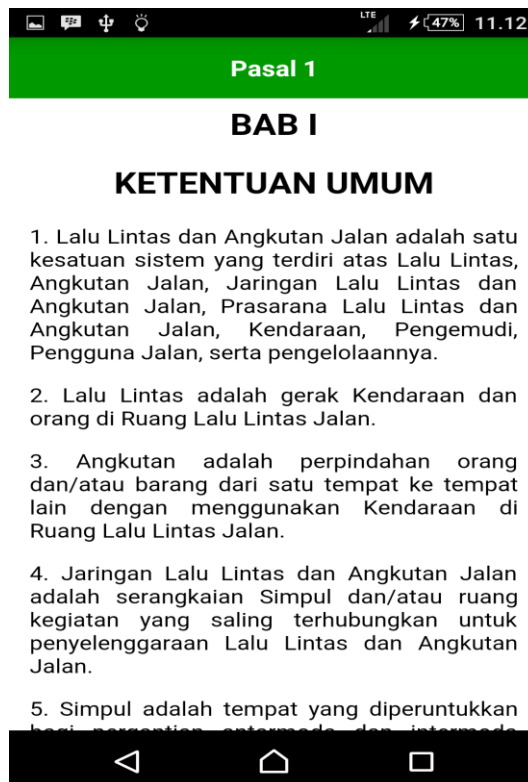 LTE 47% 11.12
Pasal 1
BAB I
KETENTUAN UMUM
1. Lalu Lintas dan Angkutan Jalan adalah satu
kesatuan sistem yang terdiri atas Lalu Lintas,
Angkutan Jalan, Jaringan Lalu Lintas dan
Angkutan Jalan, Prasarana Lalu Lintas dan
Angkutan Jalan, Kendaraan, Pengemudi,
Pengguna Jalan, serta pengelolaannya.
2. Lalu Lintas adalah gerak Kendaraan dan
orang di Ruang Lalu Lintas Jalan.
3. Angkutan adalah perpindahan orang
dan/atau barang dari satu tempat ke tempat
lain dengan menggunakan Kendaraan di
Ruang Lalu Lintas Jalan.
4. Jaringan Lalu Lintas dan Angkutan Jalan
adalah serangkaian Simpul dan/atau ruang
kegiatan yang saling terhubungkan untuk
penyelenggaraan Lalu Lintas dan Angkutan
Jalan.
5. Simpul adalah tempat yang diperuntukkan